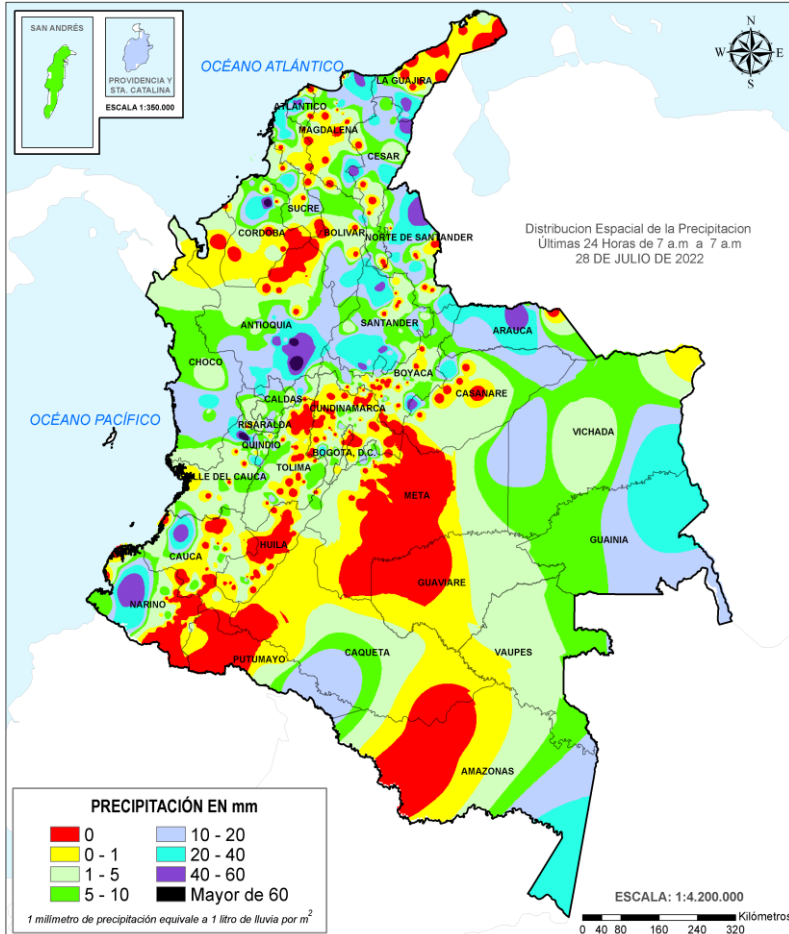 SAN ANDRÉS
PROVIDENCIA Y
STA. CATALINA
ESCALA 1:350.000
OCÉANO ATLÁNTICO
N
W
E
S
LA GUAJIRA
ATLÁNTICO
MAGDALENA
CESAR
SUCRE
CORDOBA
BOLIVAR
NORTE DE SANTANDER
Distribucion Espacial de la Precipitacion
Últimas 24 Horas de 7 a.m a 7 a.m
28 DE JULIO DE 2022
ANTIOQUIA
SANTANDER
ARAUCA
CHOCO
BOYACA
CASANARE
OCÉANO PACÍFICO
CALDAS
CUNDINAMARCA
RISARALDA
VICHADA
QUINDIO
BOGOTA, D.C.
TOLIMA
VALLE DEL CAUCA
META
GUAINIA
HUILA
CAUCA
GUAVIARE
NARIÑO
PUTUMAYO
CAQUETA
VAUPES
AMAZONAS
PRECIPITACIÓN EN mm
0
0 - 1
1 - 5
5 - 10
10 - 20
20 - 40
40 - 60
Mayor de 60
1 milímetro de precipitación equivale a 1 litro de lluvia por m2
ESCALA: 1:4.200.000
Kilómetros
0 40 80 160 240 320